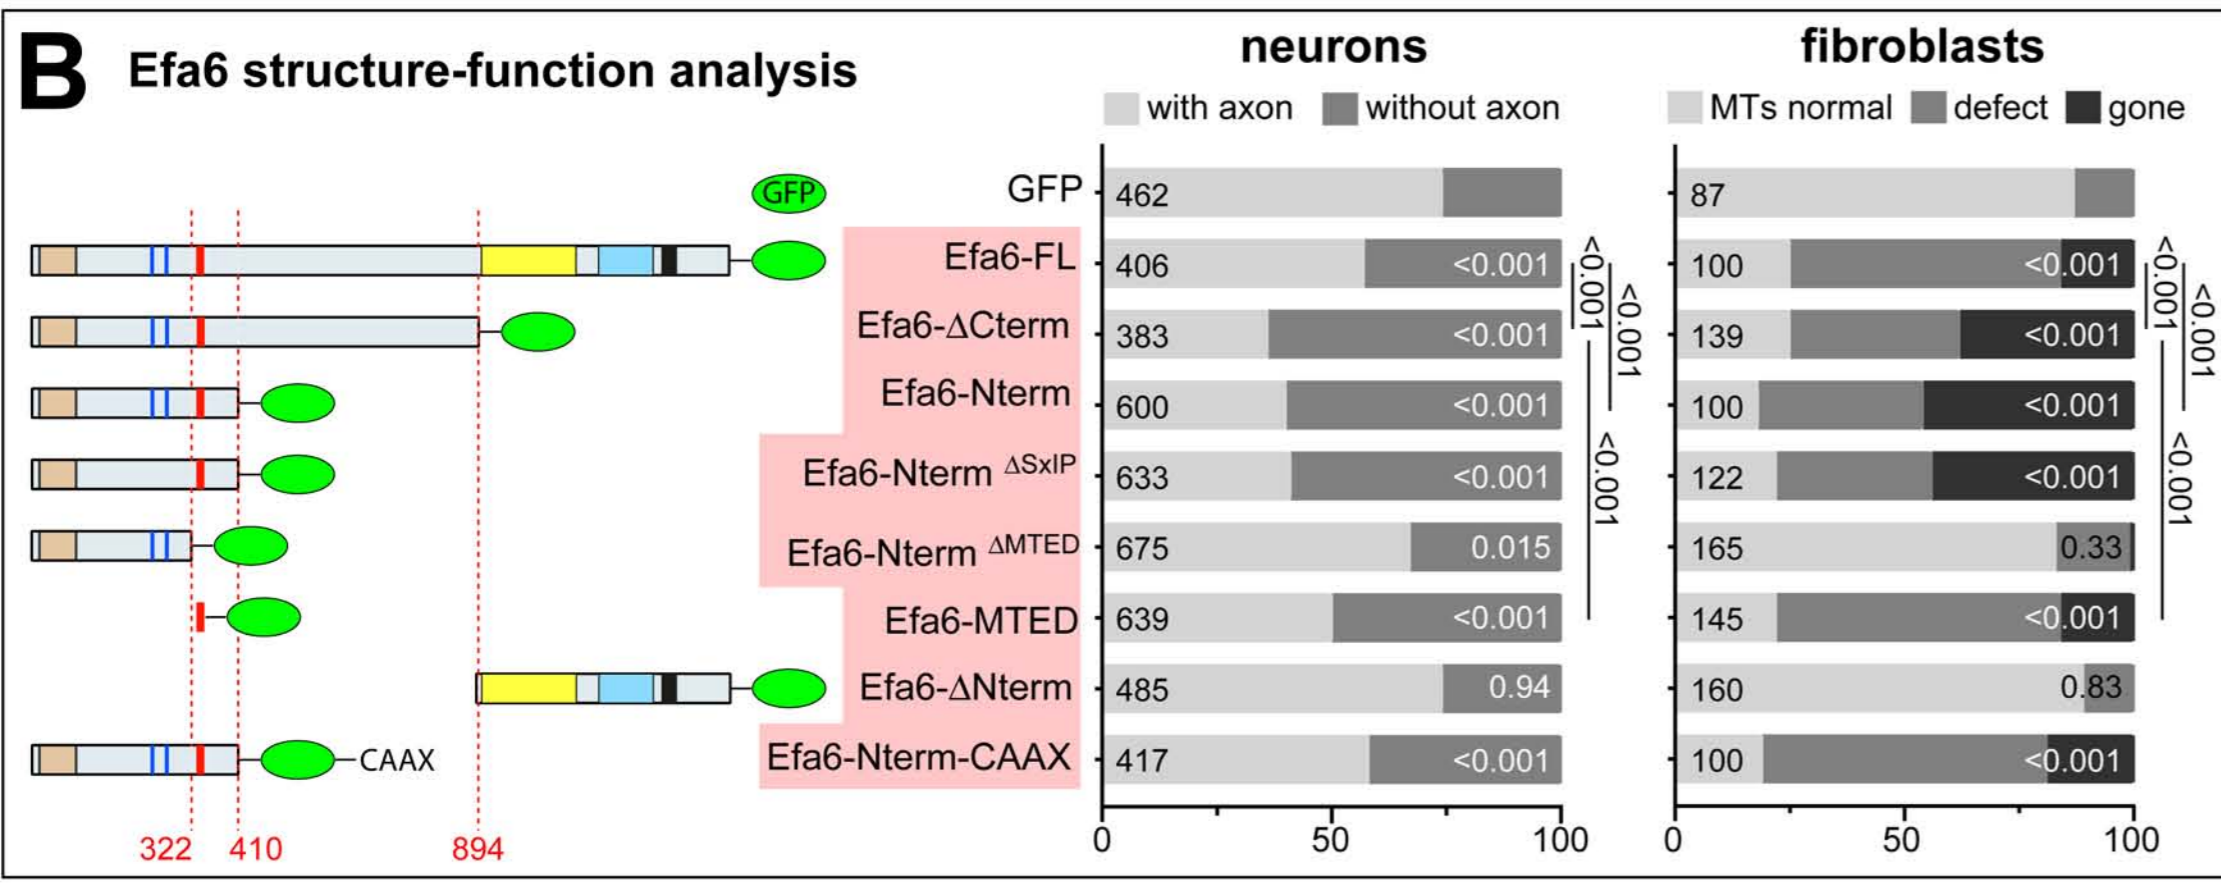 B Efa6 structure-function analysis
neurons
with axon without axon
fibroblasts
MTs normal defect gone
GFP GFP 462 87
Efa6-FL 406 <0.001 100 <0.001
Efa6-ΔCterm 383 <0.001 139 <0.001
Efa6-Nterm 600 <0.001 100 <0.001
Efa6-Nterm ΔSxIP 633 <0.001 122 <0.001
Efa6-Nterm ΔMTED 675 0.015 165 0.33
Efa6-MTED 639 <0.001 145 <0.001
Efa6-ΔNterm 485 0.94 160 0.83
CAAX Efa6-Nterm-CAAX 417 <0.001 100 <0.001
<0.001
<0.001
<0.001
<0.001
<0.001
<0.001
322 410 894
0 50 100
0 50 100